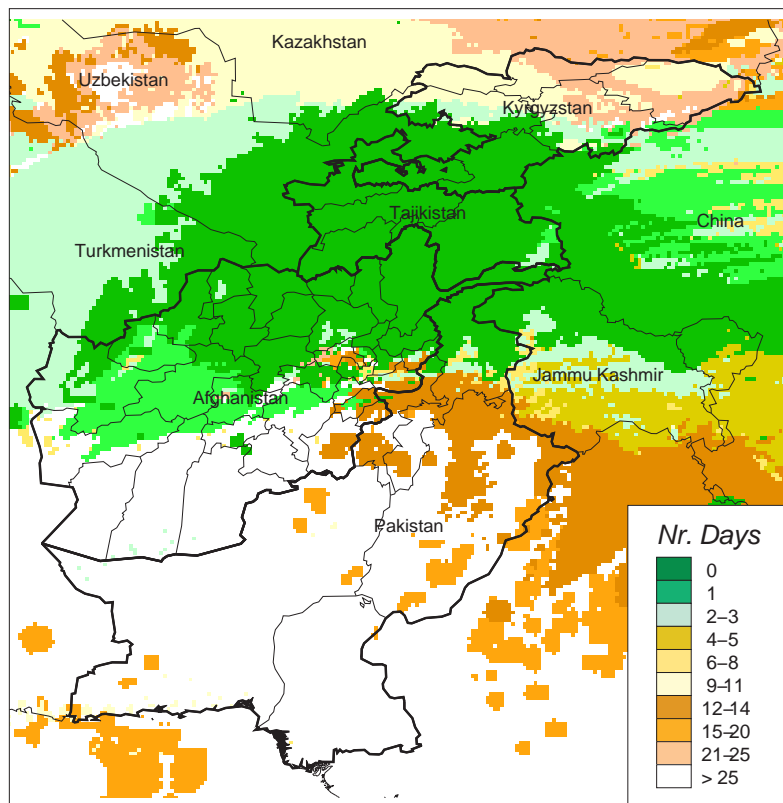 Kazakhstan
Uzbekistan
Kyrgyzstan
Tajikistan
China
Turkmenistan
Jammu Kashmir
Afghanistan
Pakistan
Nr. Days
0
1
2–3
4–5
6–8
9–11
12–14
15–20
21–25
> 25